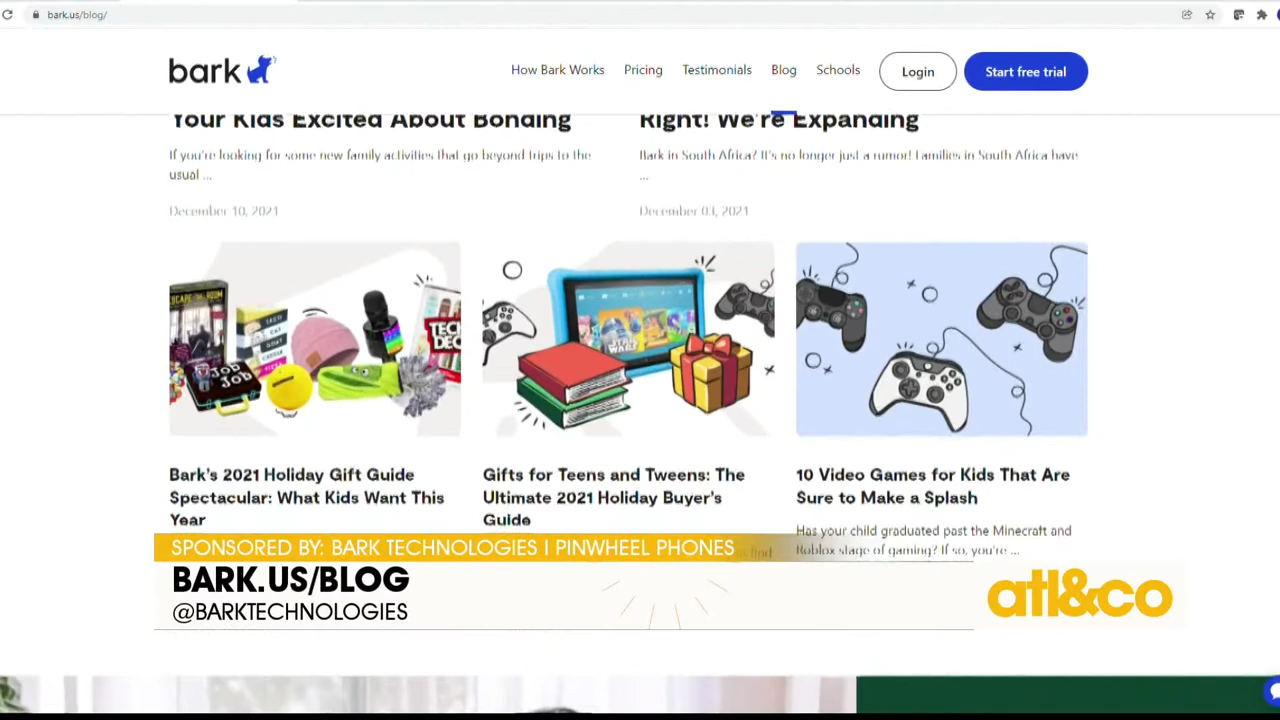 bark.us/blog/
bark
How Bark Works
Pricing
Testimonials
Blog
Schools
Login
Start free trial
Your Kids Excited About Bonding
Right! We're Expanding
If you're looking for some new family activities that go beyond trips to the
usual ...
Bark in South Africa? It's no longer just a rumor! Families in South Africa have
...
December 10, 2021
December 03, 2021
JOB
JOB
STAR WARS
Bark's 2021 Holiday Gift Guide
Spectacular: What Kids Want This
Year
Gifts for Teens and Tweens: The
Ultimate 2021 Holiday Buyer's
Guide
10 Video Games for Kids That Are
Sure to Make a Splash
Has your child graduated past the Minecraft and
Roblox stage of gaming? If so, you're ...
find
SPONSORED BY: BARK TECHNOLOGIES | PINWHEEL PHONES
BARK.US/BLOG
@BARKTECHNOLOGIES
atl&co